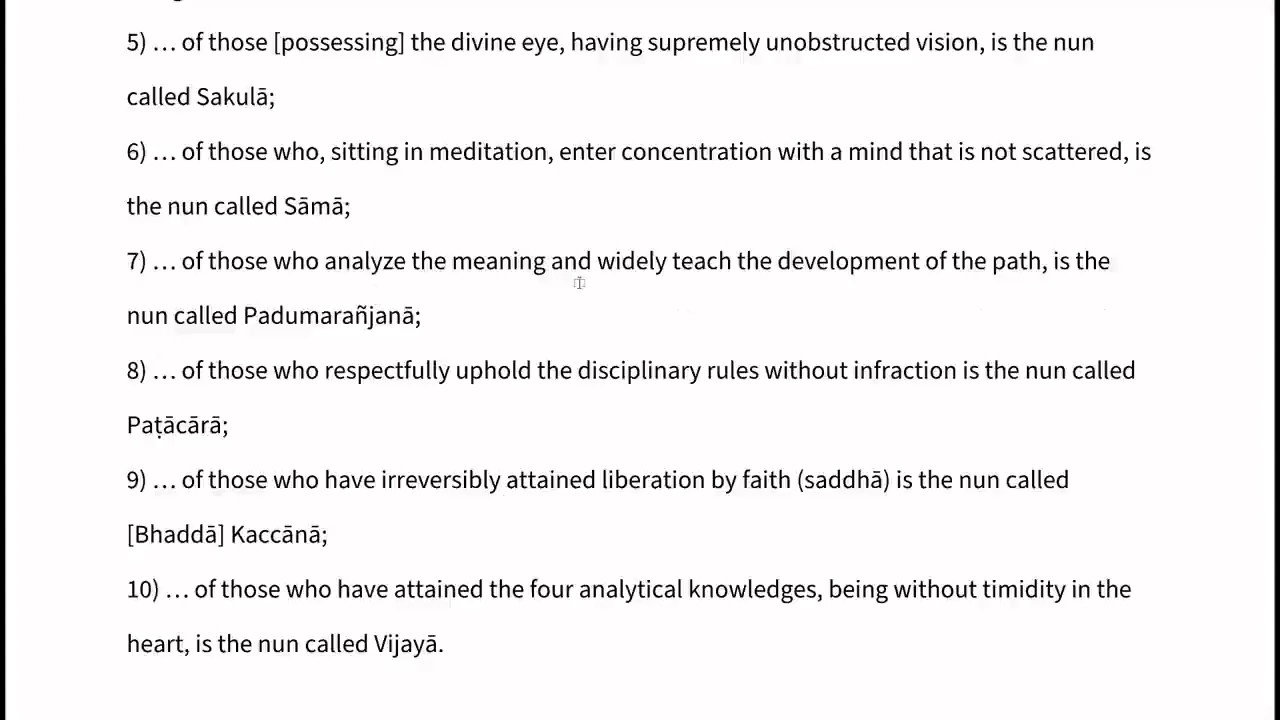 5) … of those [possessing] the divine eye, having supremely unobstructed vision, is the nun
called Sakulā;
6) … of those who, sitting in meditation, enter concentration with a mind that is not scattered, is
the nun called Sāmā;
7) … of those who analyze the meaning and widely teach the development of the path, is the
nun called Padumarañjanā;
8) … of those who respectfully uphold the disciplinary rules without infraction is the nun called
Paṭācārā;
9) … of those who have irreversibly attained liberation by faith (saddhā) is the nun called
[Bhaddā] Kaccānā;
10) … of those who have attained the four analytical knowledges, being without timidity in the
heart, is the nun called Vijayā.